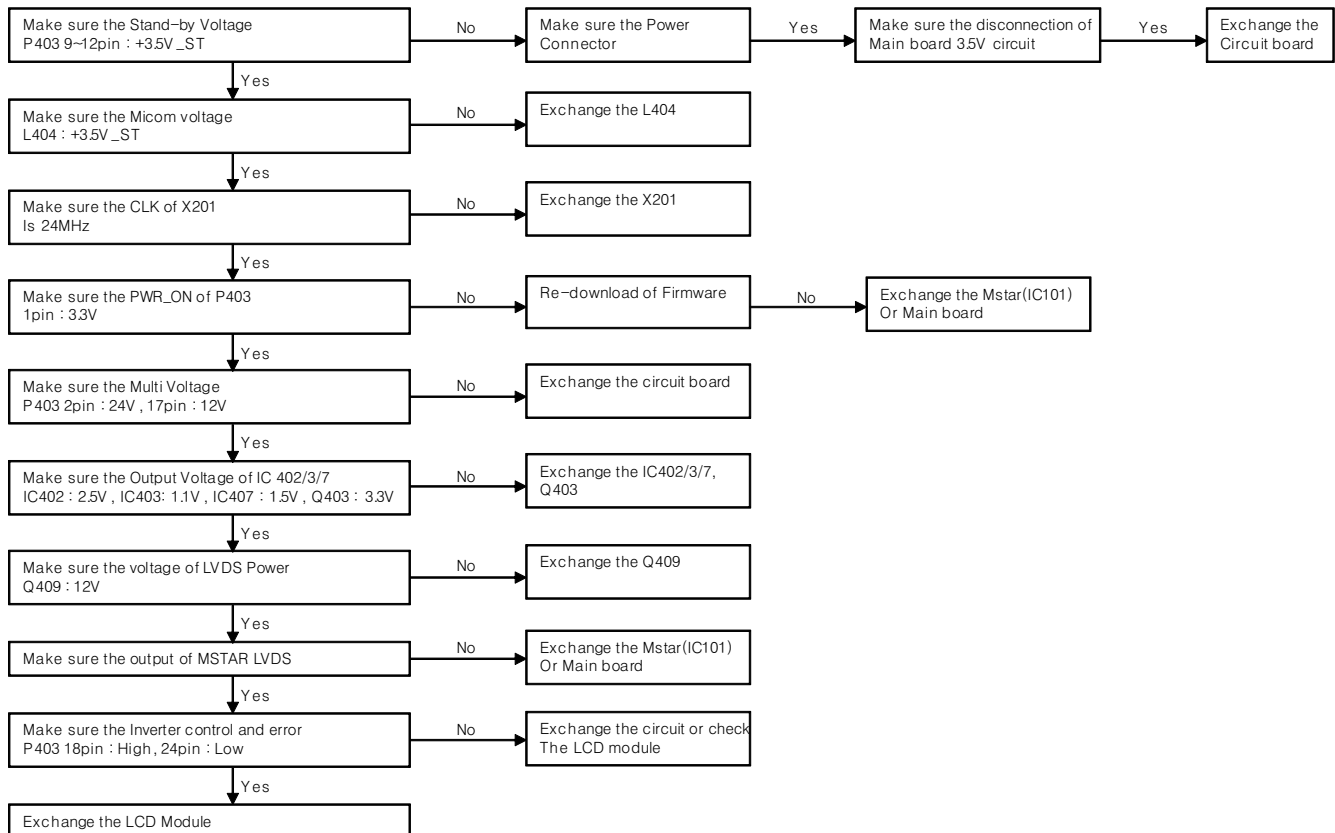 Make sure the Stand-by Voltage
P403 9~12pin : +3.5V_ST
No
Make sure the Power
Connector
Yes
Make sure the disconnection of
Main board 3.5V circuit
Yes
Exchange the
Circuit board
Yes
Make sure the Micom voltage
L404 : +3.5V_ST
No
Exchange the L404
Yes
Make sure the CLK of X201
Is 24MHz
No
Exchange the X201
Yes
Make sure the PWR_ON of P403
1pin : 3.3V
No
Re-download of Firmware
No
Exchange the Mstar(IC101)
Or Main board
Yes
Make sure the Multi Voltage
P403 2pin : 24V , 17pin : 12V
No
Exchange the circuit board
Yes
Make sure the Output Voltage of IC 402/3/7
IC402 : 2.5V , IC403: 1.1V , IC407 : 1.5V , Q403 : 3.3V
No
Exchange the IC402/3/7,
Q403
Yes
Make sure the voltage of LVDS Power
Q409 : 12V
No
Exchange the Q409
Yes
Make sure the output of MSTAR LVDS
No
Exchange the Mstar(IC101)
Or Main board
Yes
Make sure the Inverter control and error
P403 18pin : High , 24pin : Low
No
Exchange the circuit or check
The LCD module
Yes
Exchange the LCD Module